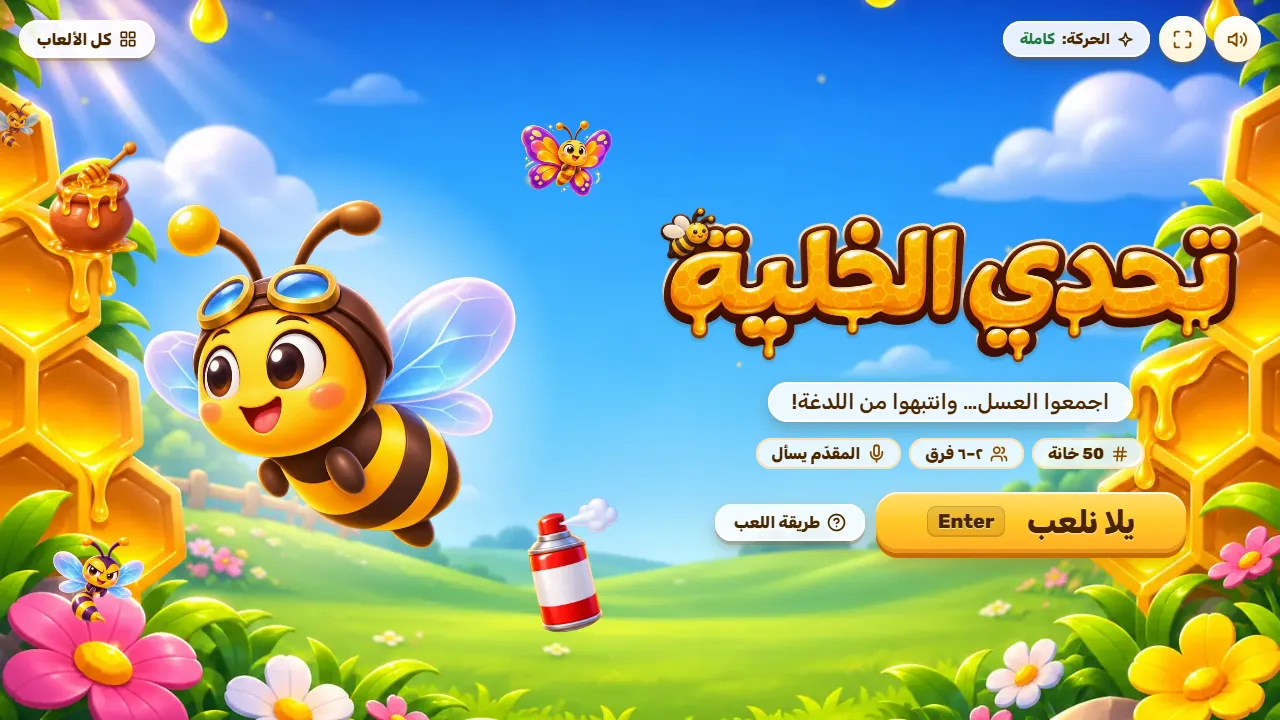 الحركة: كاملة
كل الألعاب
تحدي الخلية
اجمعوا العسل... وانتبهوا من اللدغة!
50 خانة
٢-٦ فرق
المقدّم يسأل
يلا نلعب Enter
طريقة اللعب